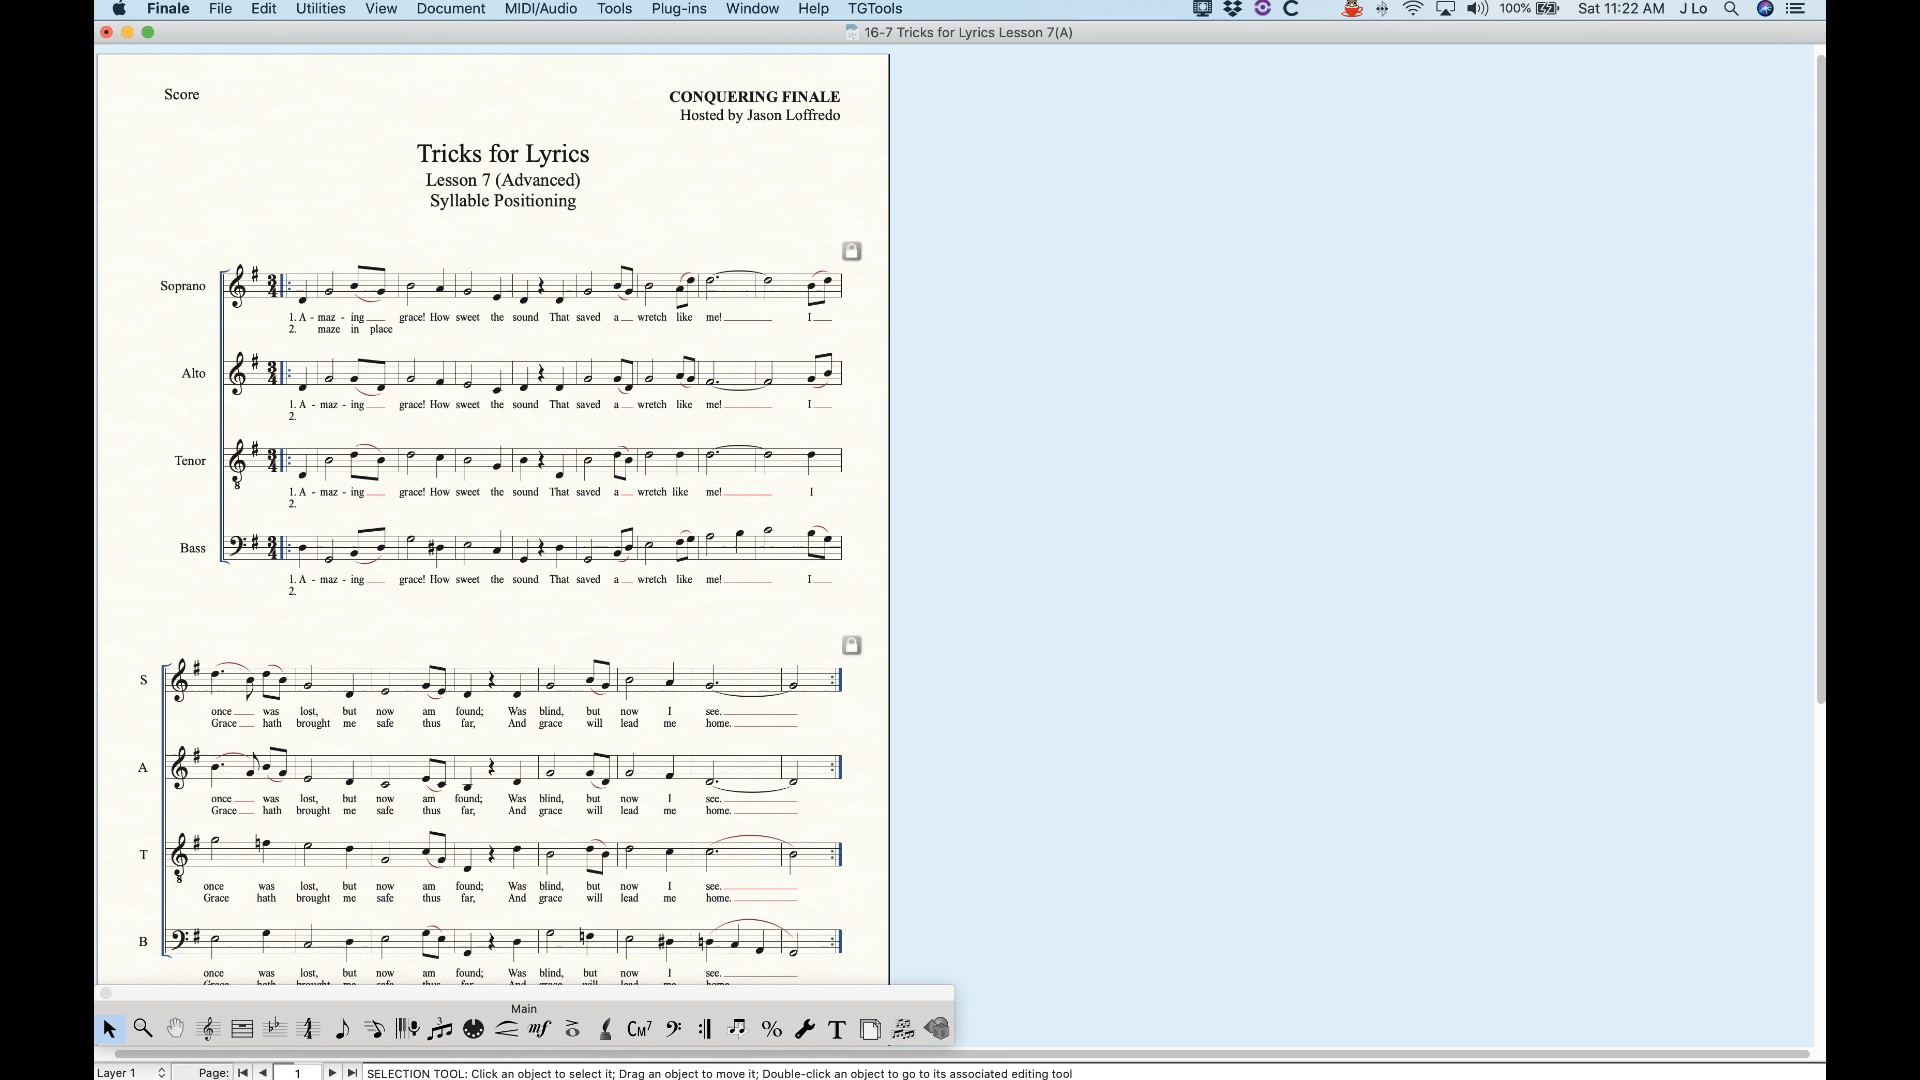 Finale File Edit Utilities View Document MIDI/Audio Tools Plug-ins Window Help TGTools 100% Sat 11:22 AM J Lo
16-7 Tricks for Lyrics Lesson 7(A)
Score
CONQUERING FINALE
Hosted by Jason Loffredo
Tricks for Lyrics
Lesson 7 (Advanced)
Syllable Positioning
Soprano
1. A - maz - ing grace! How sweet the sound That saved a wretch like me! I
2. maze in place
Alto
1. A - maz - ing grace! How sweet the sound That saved a wretch like me! I
2.
Tenor
8
1. A - maz - ing grace! How sweet the sound That saved a wretch like me! I
2.
Bass
1. A - maz - ing grace! How sweet the sound That saved a wretch like me! I
2.
S
once was lost, but now am found; Was blind, but now I see.
Grace hath brought me safe thus far, And grace will lead me home.
A
once was lost, but now am found; Was blind, but now I see.
Grace hath brought me safe thus far, And grace will lead me home.
T
8
once was lost, but now am found; Was blind, but now I see.
Grace hath brought me safe thus far, And grace will lead me home.
B
once was lost, but now am found; Was blind, but now I see.
Main
mf CM7 % T
Layer 1 Page: 1 SELECTION TOOL: Click an object to select it; Drag an object to move it; Double-click an object to go to its associated editing tool